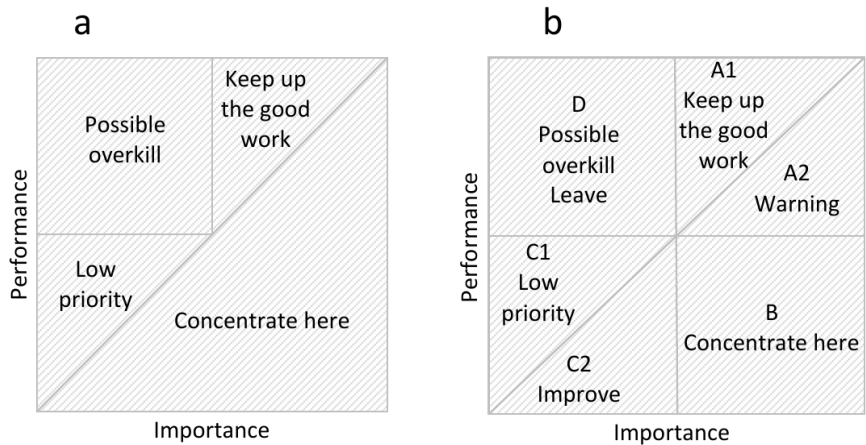 a
Keep up
the good
work
Possible
overkill
Low
priority
Concentrate here
Performance
Importance
b
D
Possible
overkill
Leave
A1
Keep up
the good
work
A2
Warning
C1
Low
priority
C2
Improve
B
Concentrate here
Performance
Importance